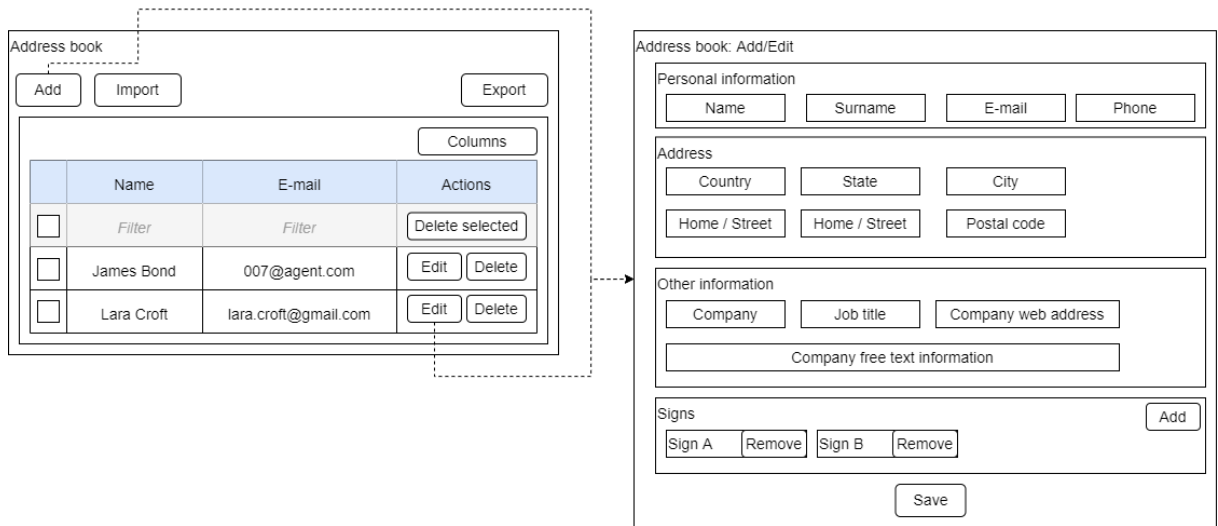 Address book
Add Import Export
Columns
Name E-mail Actions
Filter Filter Delete selected
James Bond 007@agent.com Edit Delete
Lara Croft lara.croft@gmail.com Edit Delete
Address book: Add/Edit
Personal information
Name Surname E-mail Phone
Address
Country State City
Home / Street Home / Street Postal code
Other information
Company Job title Company web address
Company free text information
Signs Add
Sign A Remove Sign B Remove
Save